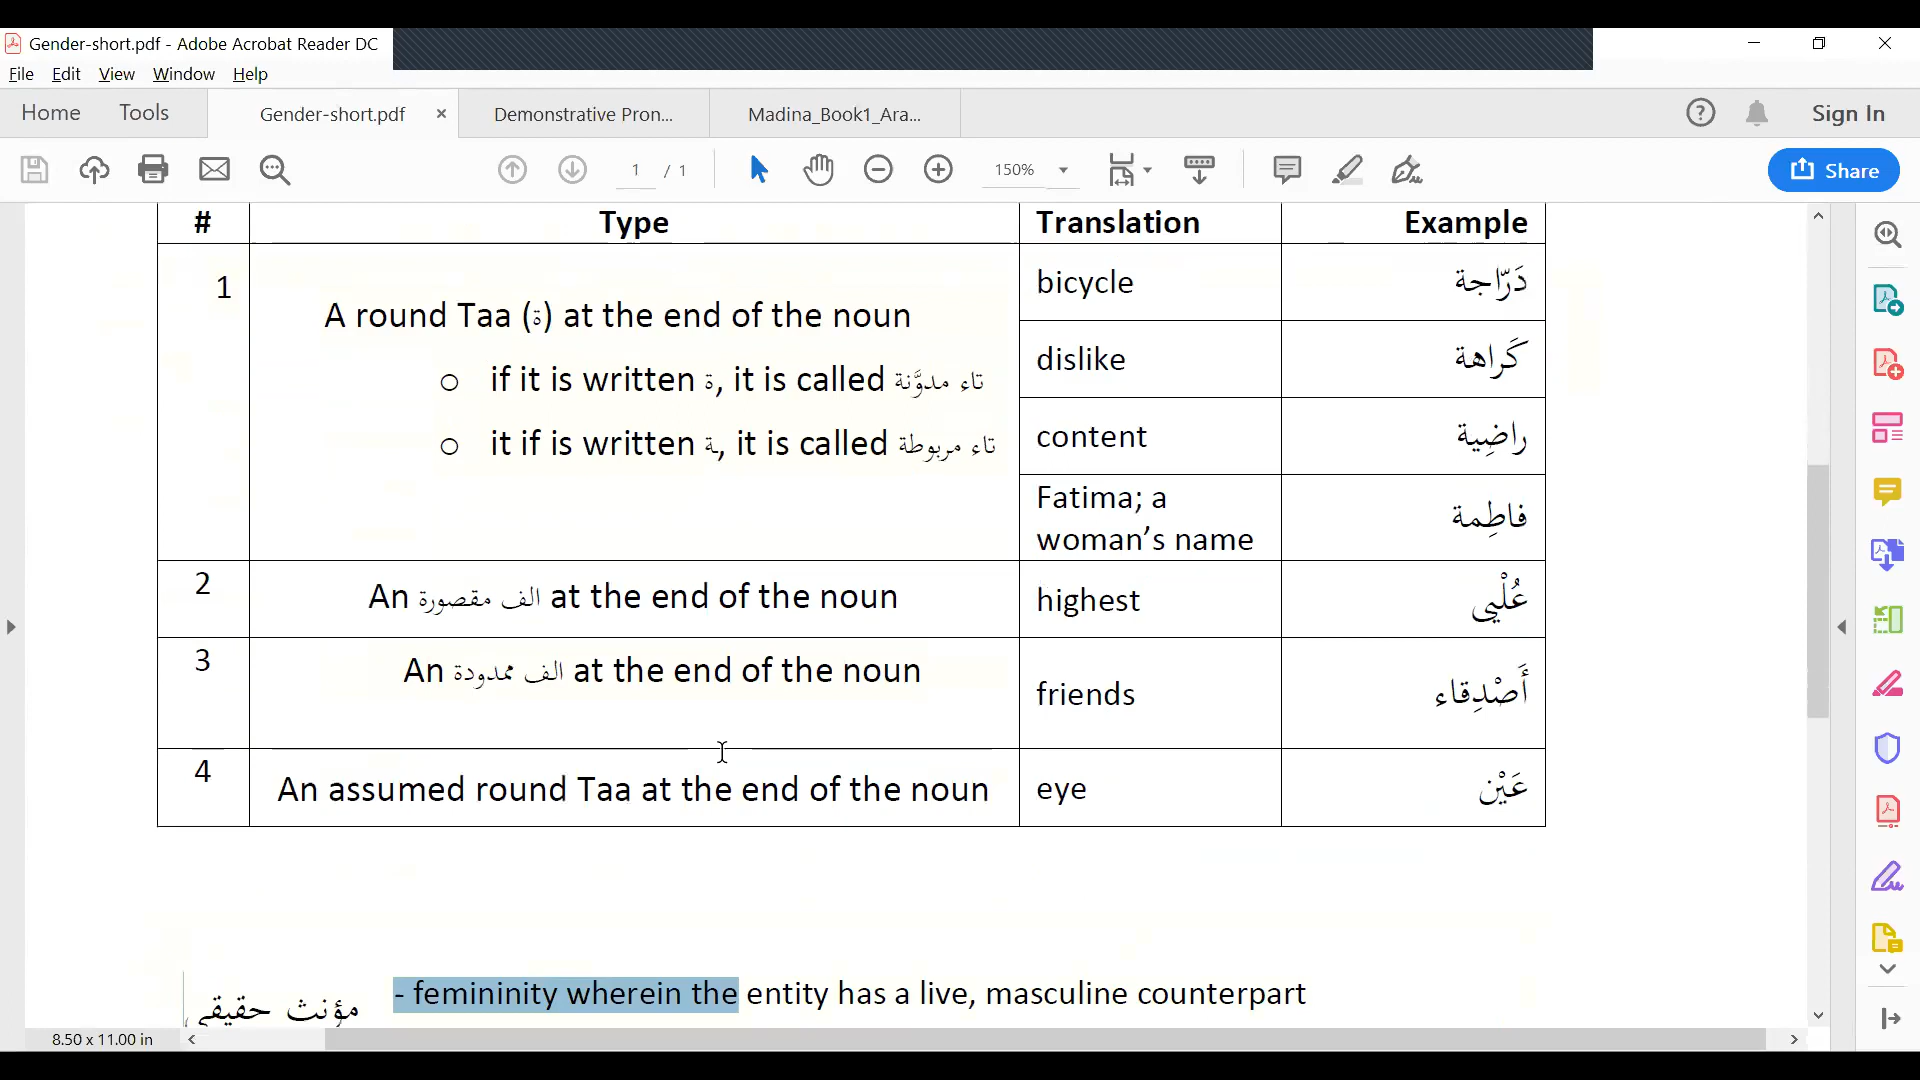 Gender-short.pdf - Adobe Acrobat Reader DC
File Edit View Window Help
Home Tools Gender-short.pdf × Demonstrative Pron... Madina_Book1_Ara... Sign In
1 / 1 150% Share
# Type Translation Example
1
A round Taa (ة) at the end of the noun
bicycle دَرّاجة
if it is written ة, it is called تاء مدوَّنة
dislike كَراهة
it if is written ـة, it is called تاء مربوطة
content راضِية
Fatima; a
woman’s name
فاطِمة
2 An الف مقصورة at the end of the noun highest عُلْيى
3 An الف ممدودة at the end of the noun friends أَصْدِقاء
4 An assumed round Taa at the end of the noun eye عَيْن
مؤنث حقيقي - femininity wherein the entity has a live, masculine counterpart
8.50 x 11.00 in